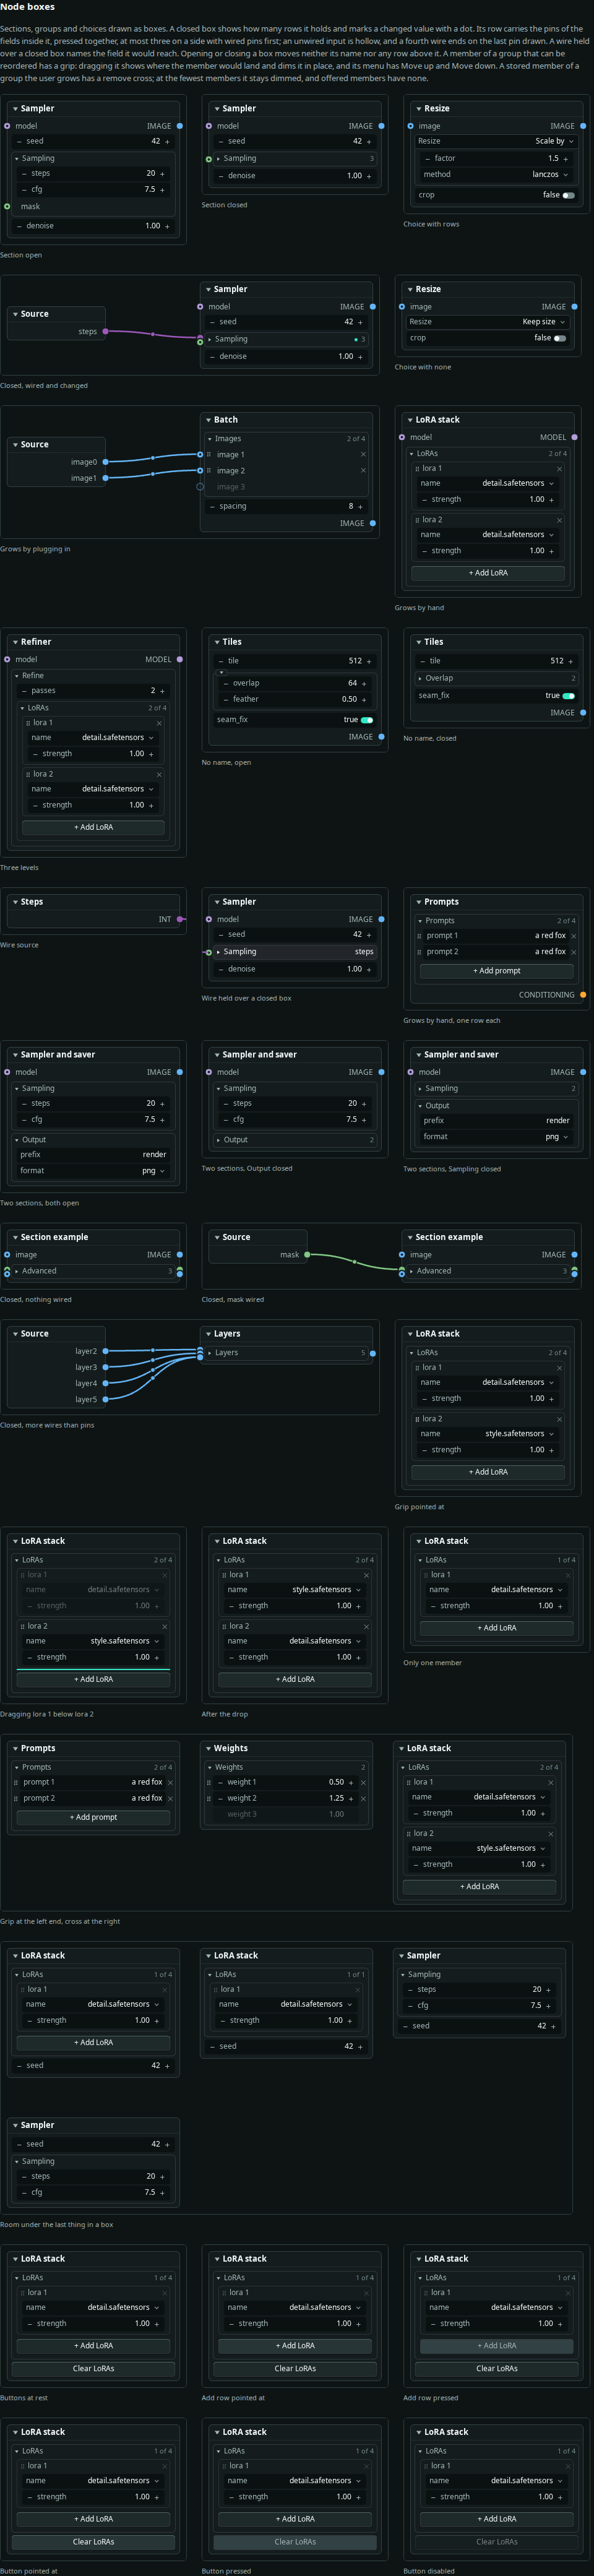 Node boxes
Sections, groups and choices drawn as boxes. A closed box shows how many rows it holds and marks a changed value with a dot. Its row carries the pins of the
fields inside it, pressed together, at most three on a side with wired pins first; an unwired input is hollow, and a fourth wire ends on the last pin drawn. A wire held
over a closed box names the field it would reach. Opening or closing a box moves neither its name nor any row above it. A member of a group that can be
reordered has a grip: dragging it shows where the member would land and dims it in place, and its menu has Move up and Move down. A stored member of
a group the user grows has a remove cross; at the fewest members it stays dimmed, and offered members have none.
Sampler
model IMAGE
− seed 42 +
Sampling
− steps 20 +
− cfg 7.5 +
mask
− denoise 1.00 +
Section open
Sampler
model IMAGE
− seed 42 +
Sampling 3
− denoise 1.00 +
Section closed
Resize
image IMAGE
Resize Scale by
− factor 1.5 +
method lanczos
crop false
Choice with rows
Source
steps
Sampler
model IMAGE
− seed 42 +
Sampling 3
− denoise 1.00 +
Closed, wired and changed
Resize
image IMAGE
Resize Keep size
crop false
Choice with none
Source
image0
image1
Batch
Images 2 of 4
image 1
image 2
image 3
− spacing 8 +
IMAGE
Grows by plugging in
LoRA stack
model MODEL
LoRAs 2 of 4
lora 1
name detail.safetensors
− strength 1.00 +
lora 2
name detail.safetensors
− strength 1.00 +
+ Add LoRA
Grows by hand
Refiner
model MODEL
Refine
− passes 2 +
LoRAs 2 of 4
lora 1
name detail.safetensors
− strength 1.00 +
lora 2
name detail.safetensors
− strength 1.00 +
+ Add LoRA
Three levels
Tiles
− tile 512 +
− overlap 64 +
− feather 0.50 +
seam_fix true
IMAGE
No name, open
Tiles
− tile 512 +
Overlap 2
seam_fix true
IMAGE
No name, closed
Steps
INT
Wire source
Sampler
model IMAGE
− seed 42 +
Sampling steps
− denoise 1.00 +
Wire held over a closed box
Prompts
Prompts 2 of 4
prompt 1 a red fox
prompt 2 a red fox
+ Add prompt
CONDITIONING
Grows by hand, one row each
Sampler and saver
model IMAGE
Sampling
− steps 20 +
− cfg 7.5 +
Output
prefix render
format png
Two sections, both open
Sampler and saver
model IMAGE
Sampling
− steps 20 +
− cfg 7.5 +
Output 2
Two sections, Output closed
Sampler and saver
model IMAGE
Sampling 2
Output
prefix render
format png
Two sections, Sampling closed
Section example
image IMAGE
Advanced 3
Closed, nothing wired
Source
mask
Section example
image IMAGE
Advanced 3
Closed, mask wired
Source
layer2
layer3
layer4
layer5
Layers
Layers 5
Closed, more wires than pins
LoRA stack
LoRAs 2 of 4
lora 1
name detail.safetensors
− strength 1.00 +
lora 2
name style.safetensors
− strength 1.00 +
+ Add LoRA
Grip pointed at
LoRA stack
LoRAs 2 of 4
lora 1
name detail.safetensors
− strength 1.00 +
lora 2
name style.safetensors
− strength 1.00 +
+ Add LoRA
Dragging lora 1 below lora 2
LoRA stack
LoRAs 2 of 4
lora 1
name style.safetensors
− strength 1.00 +
lora 2
name detail.safetensors
− strength 1.00 +
+ Add LoRA
After the drop
LoRA stack
LoRAs 1 of 4
lora 1
name detail.safetensors
− strength 1.00 +
+ Add LoRA
Only one member
Prompts
Prompts 2 of 4
prompt 1 a red fox
prompt 2 a red fox
+ Add prompt
Weights
Weights 2
− weight 1 0.50 +
− weight 2 1.25 +
weight 3 1.00
LoRA stack
LoRAs 2 of 4
lora 1
name detail.safetensors
− strength 1.00 +
lora 2
name style.safetensors
− strength 1.00 +
+ Add LoRA
Grip at the left end, cross at the right
LoRA stack
LoRAs 1 of 4
lora 1
name detail.safetensors
− strength 1.00 +
+ Add LoRA
− seed 42 +
LoRA stack
LoRAs 1 of 1
lora 1
name detail.safetensors
− strength 1.00 +
− seed 42 +
Sampler
Sampling
− steps 20 +
− cfg 7.5 +
− seed 42 +
Sampler
− seed 42 +
Sampling
− steps 20 +
− cfg 7.5 +
Room under the last thing in a box
LoRA stack
LoRAs 1 of 4
lora 1
name detail.safetensors
− strength 1.00 +
+ Add LoRA
Clear LoRAs
Buttons at rest
LoRA stack
LoRAs 1 of 4
lora 1
name detail.safetensors
− strength 1.00 +
+ Add LoRA
Clear LoRAs
Add row pointed at
LoRA stack
LoRAs 1 of 4
lora 1
name detail.safetensors
− strength 1.00 +
+ Add LoRA
Clear LoRAs
Add row pressed
LoRA stack
LoRAs 1 of 4
lora 1
name detail.safetensors
− strength 1.00 +
+ Add LoRA
Clear LoRAs
Button pointed at
LoRA stack
LoRAs 1 of 4
lora 1
name detail.safetensors
− strength 1.00 +
+ Add LoRA
Clear LoRAs
Button pressed
LoRA stack
LoRAs 1 of 4
lora 1
name detail.safetensors
− strength 1.00 +
+ Add LoRA
Clear LoRAs
Button disabled